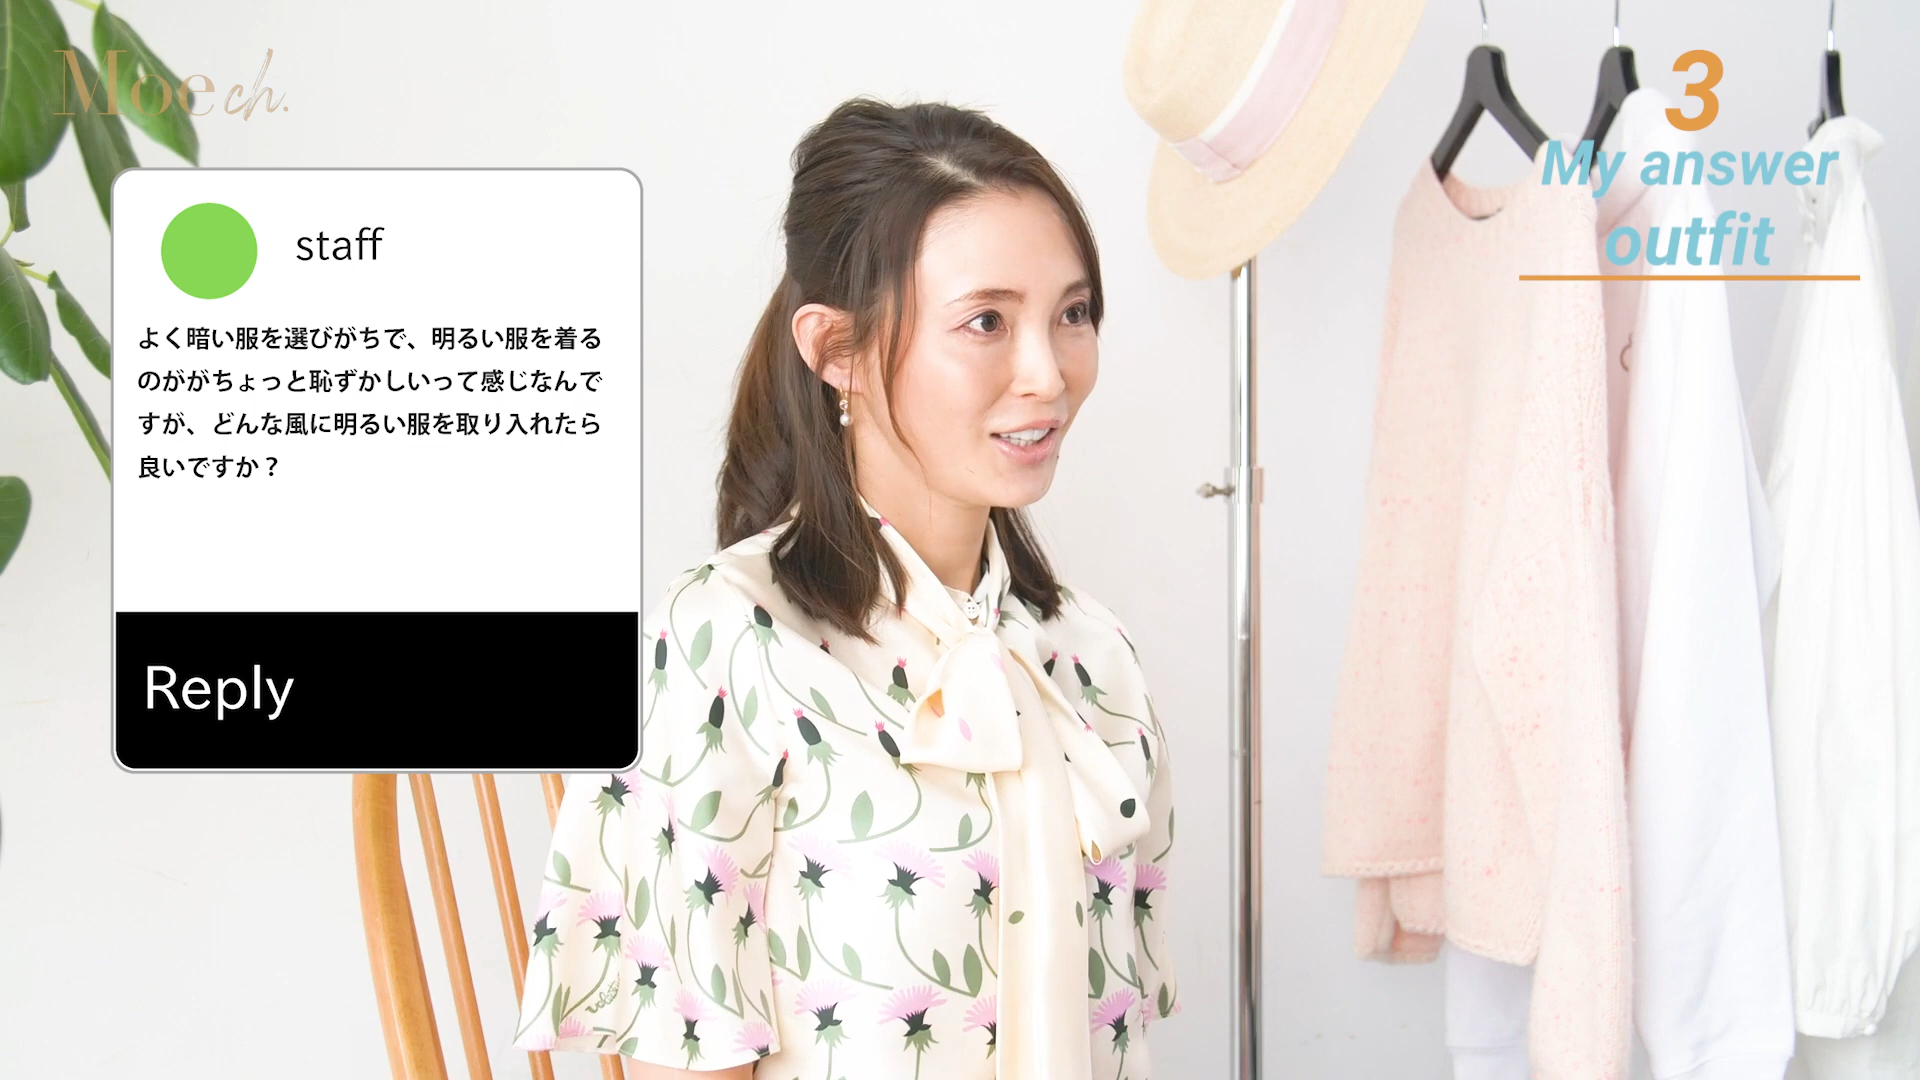 Moe ch.
3
My answer
outfit
staff
よく暗い服を選びがちで、明るい服を着る
のががちょっと恥ずかしいって感じなんで
すが、どんな風に明るい服を取り入れたら
良いですか？
Reply